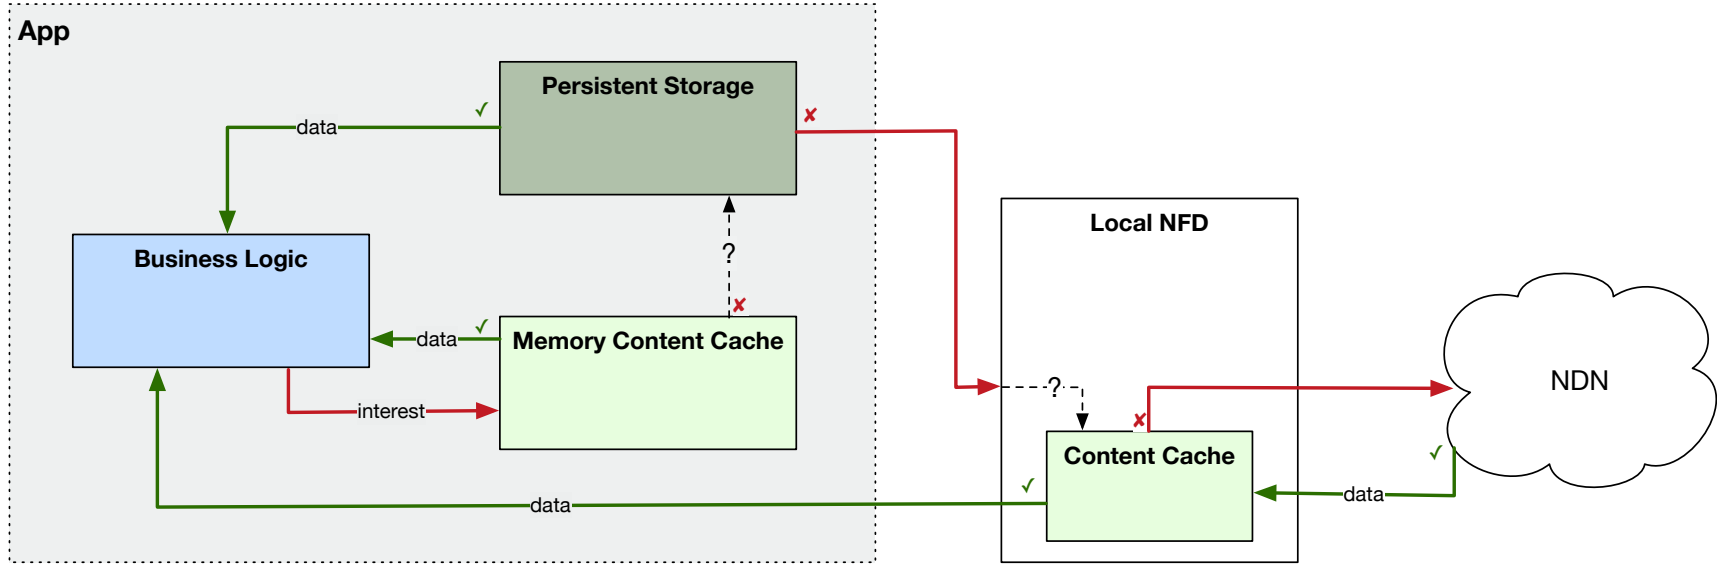 App
Persistent Storage
✓
✘
data
Local NFD
Business Logic
?
✘
✓
data
Memory Content Cache
interest
?
NDN
✘
Content Cache
✓
✓
data
data